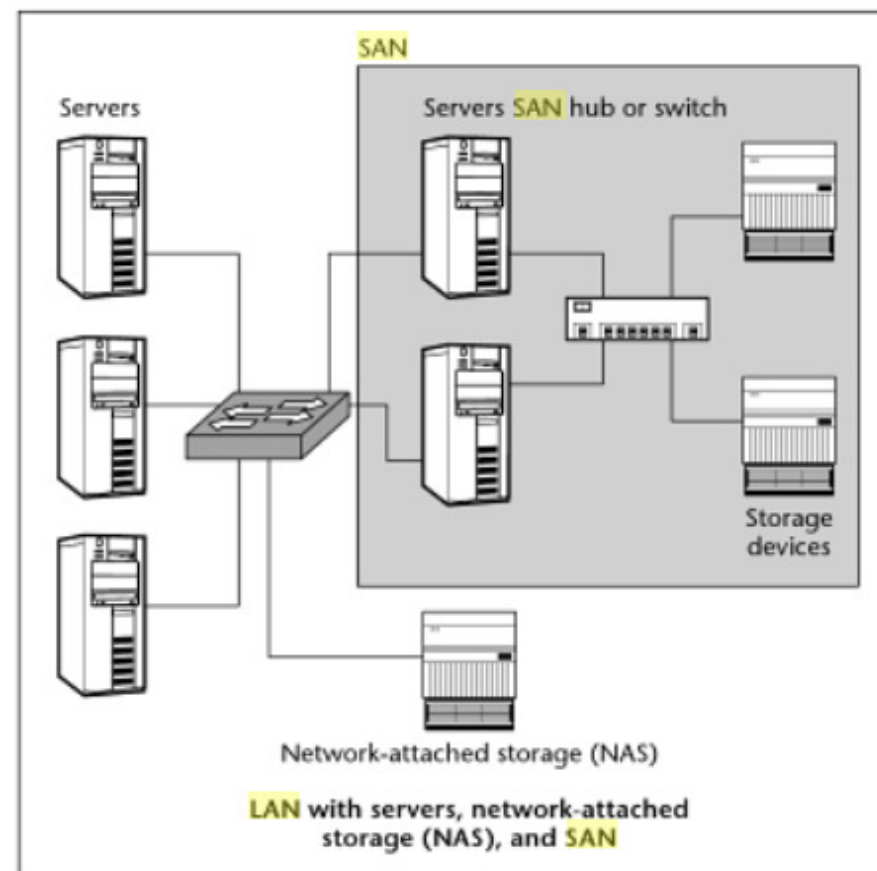 SAN
Servers
Servers SAN hub or switch
Storage
devices
Network-attached storage (NAS)
LAN with servers, network-attached
storage (NAS), and SAN